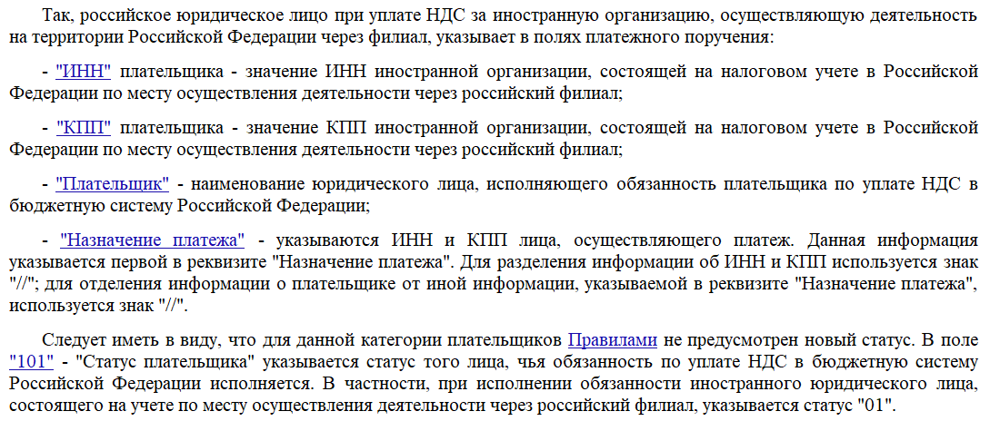 Так, российское юридическое лицо при уплате НДС за иностранную организацию, осуществляющую деятельность
на территории Российской Федерации через филиал, указывает в полях платежного поручения:
- "ИНН" плательщика - значение ИНН иностранной организации, состоящей на налоговом учете в Российской
Федерации по месту осуществления деятельности через российский филиал;
- "КПП" плательщика - значение КПП иностранной организации, состоящей на налоговом учете в Российской
Федерации по месту осуществления деятельности через российский филиал;
- "Плательщик" - наименование юридического лица, исполняющего обязанность плательщика по уплате НДС в
бюджетную систему Российской Федерации;
- "Назначение платежа" - указываются ИНН и КПП лица, осуществляющего платеж. Данная информация
указывается первой в реквизите "Назначение платежа". Для разделения информации об ИНН и КПП используется знак
"//"; для отделения информации о плательщике от иной информации, указываемой в реквизите "Назначение платежа",
используется знак "//".
Следует иметь в виду, что для данной категории плательщиков Правилами не предусмотрен новый статус. В поле
"101" - "Статус плательщика" указывается статус того лица, чья обязанность по уплате НДС в бюджетную систему
Российской Федерации исполняется. В частности, при исполнении обязанности иностранного юридического лица,
состоящего на учете по месту осуществления деятельности через российский филиал, указывается статус "01".